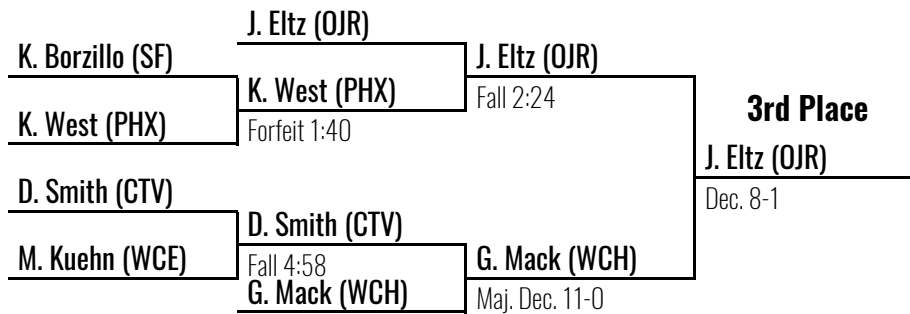 J. Eltz (OJR)
K. Borzillo (SF)
J. Eltz (OJR)
K. West (PHX)
Fall 2:24
3rd Place
K. West (PHX)
Forfeit 1:40
J. Eltz (OJR)
D. Smith (CTV)
Dec. 8-1
D. Smith (CTV)
M. Kuehn (WCE)
Fall 4:58
G. Mack (WCH)
G. Mack (WCH)
Maj. Dec. 11-0